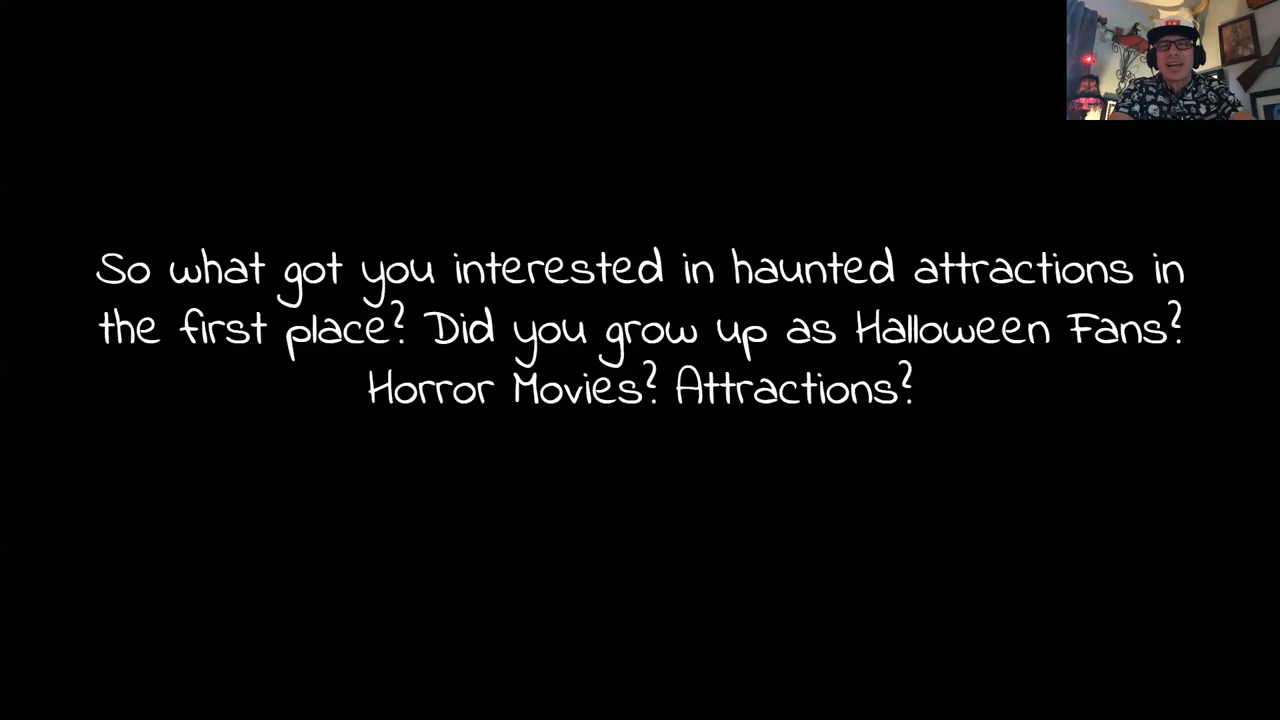 So what got you interested in haunted attractions in
the first place? Did you grow up as Halloween Fans?
Horror Movies? Attractions?